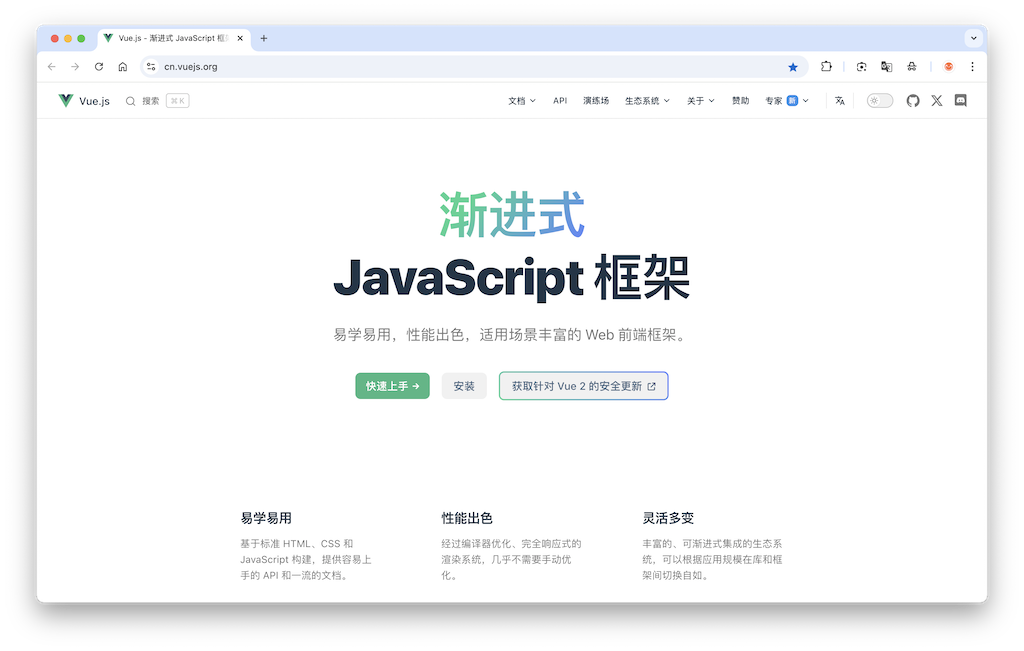 Vue.js - 渐进式 JavaScript 框
cn.vuejs.org
Vue.js 搜索 ⌘ K 文档 API 演练场 生态系统 关于 赞助 专家 新
渐进式
JavaScript 框架
易学易用，性能出色，适用场景丰富的 Web 前端框架。
快速上手 → 安装 获取针对 Vue 2 的安全更新
易学易用
基于标准 HTML、CSS 和
JavaScript 构建，提供容易上
手的 API 和一流的文档。
性能出色
经过编译器优化、完全响应式的
渲染系统，几乎不需要手动优
化。
灵活多变
丰富的、可渐进式集成的生态系
统，可以根据应用规模在库和框
架间切换自如。